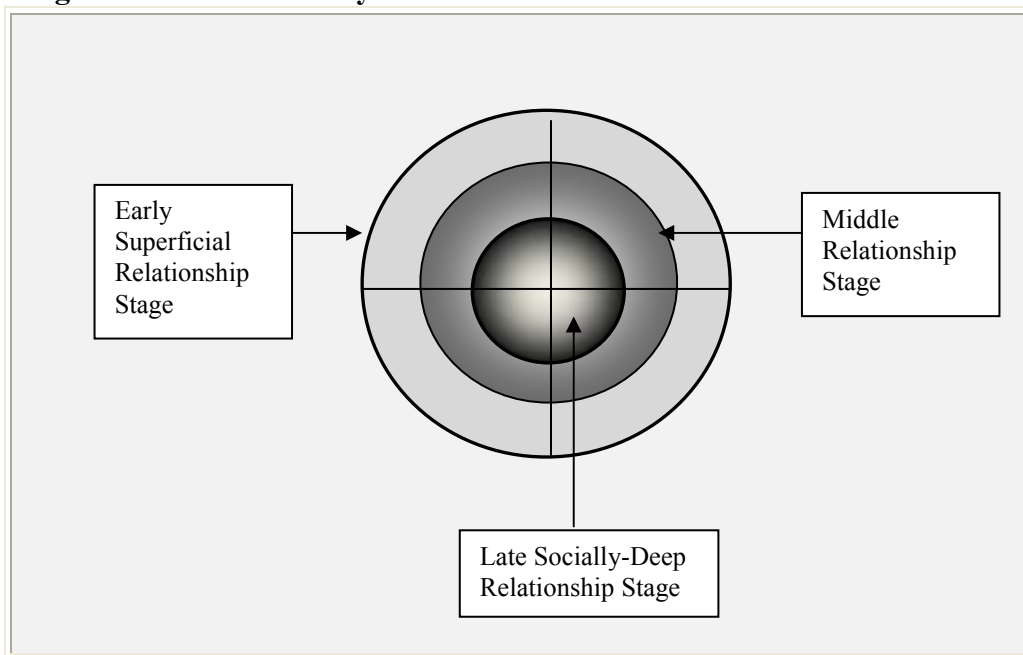 Early
Superficial
Relationship
Stage
Middle
Relationship
Stage
Late Socially-Deep
Relationship Stage